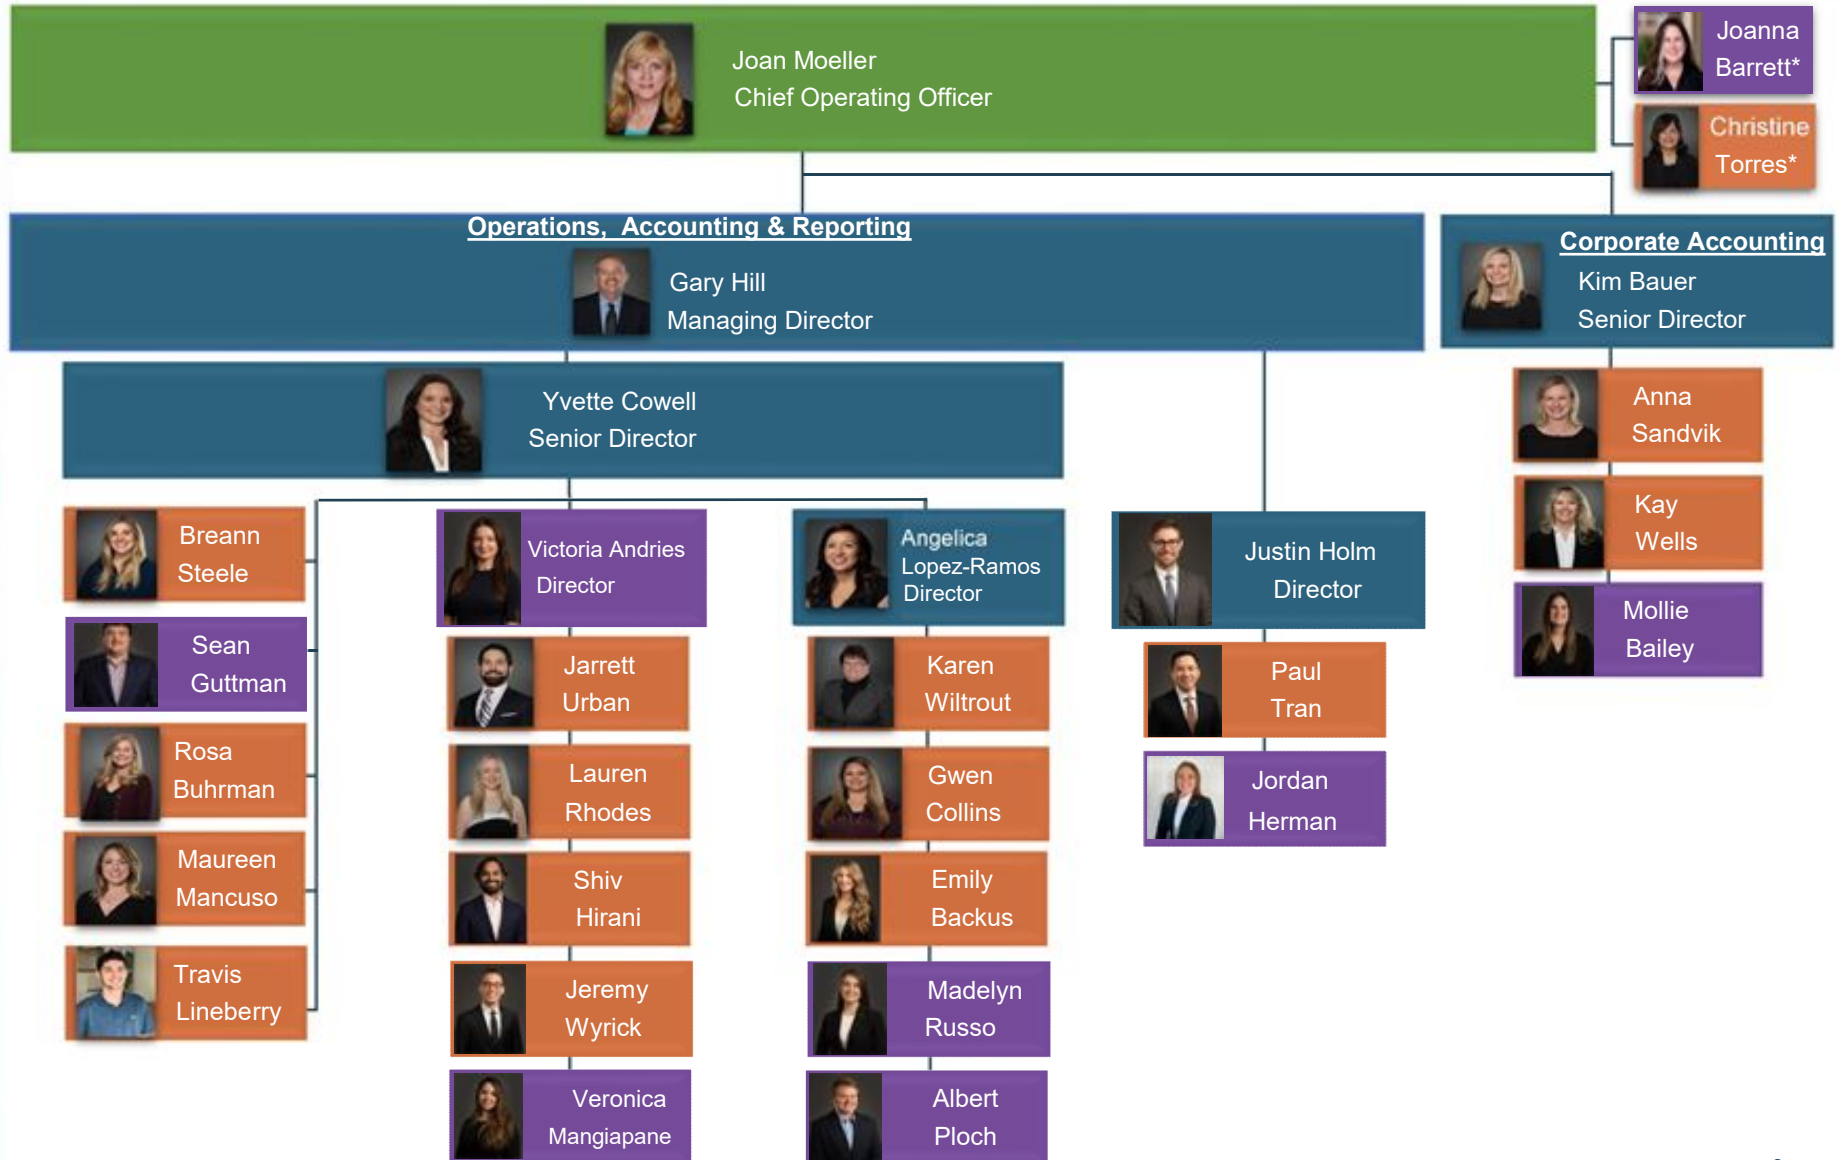 Joan Moeller
Chief Operating Officer
Joanna
Barrett*
Christine
Torres*
Operations, Accounting & Reporting
Gary Hill
Managing Director
Corporate Accounting
Kim Bauer
Senior Director
Yvette Cowell
Senior Director
Breann
Steele
Sean
Guttman
Rosa
Buhrman
Maureen
Mancuso
Travis
Lineberry
Victoria Andries
Director
Jarrett
Urban
Lauren
Rhodes
Shiv
Hirani
Jeremy
Wyrick
Veronica
Mangiapane
Angelica
Lopez-Ramos
Director
Karen
Wiltrout
Gwen
Collins
Emily
Backus
Madelyn
Russo
Albert
Ploch
Justin Holm
Director
Paul
Tran
Jordan
Herman
Anna
Sandvik
Kay
Wells
Mollie
Bailey